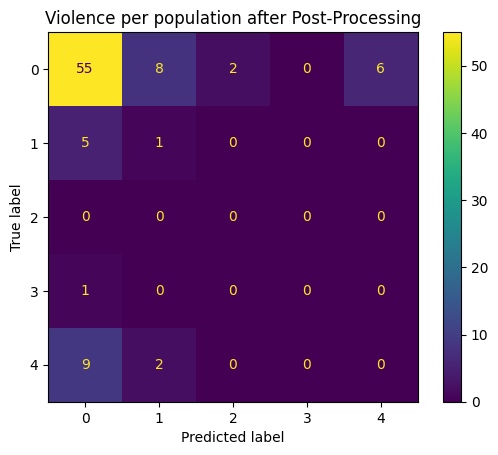 Violence per population after Post-Processing
0 55 8 2 0 6
1 5 1 0 0 0
2 0 0 0 0 0
3 1 0 0 0 0
4 9 2 0 0 0
0 1 2 3 4
Predicted label
True label
50
40
30
20
10
0